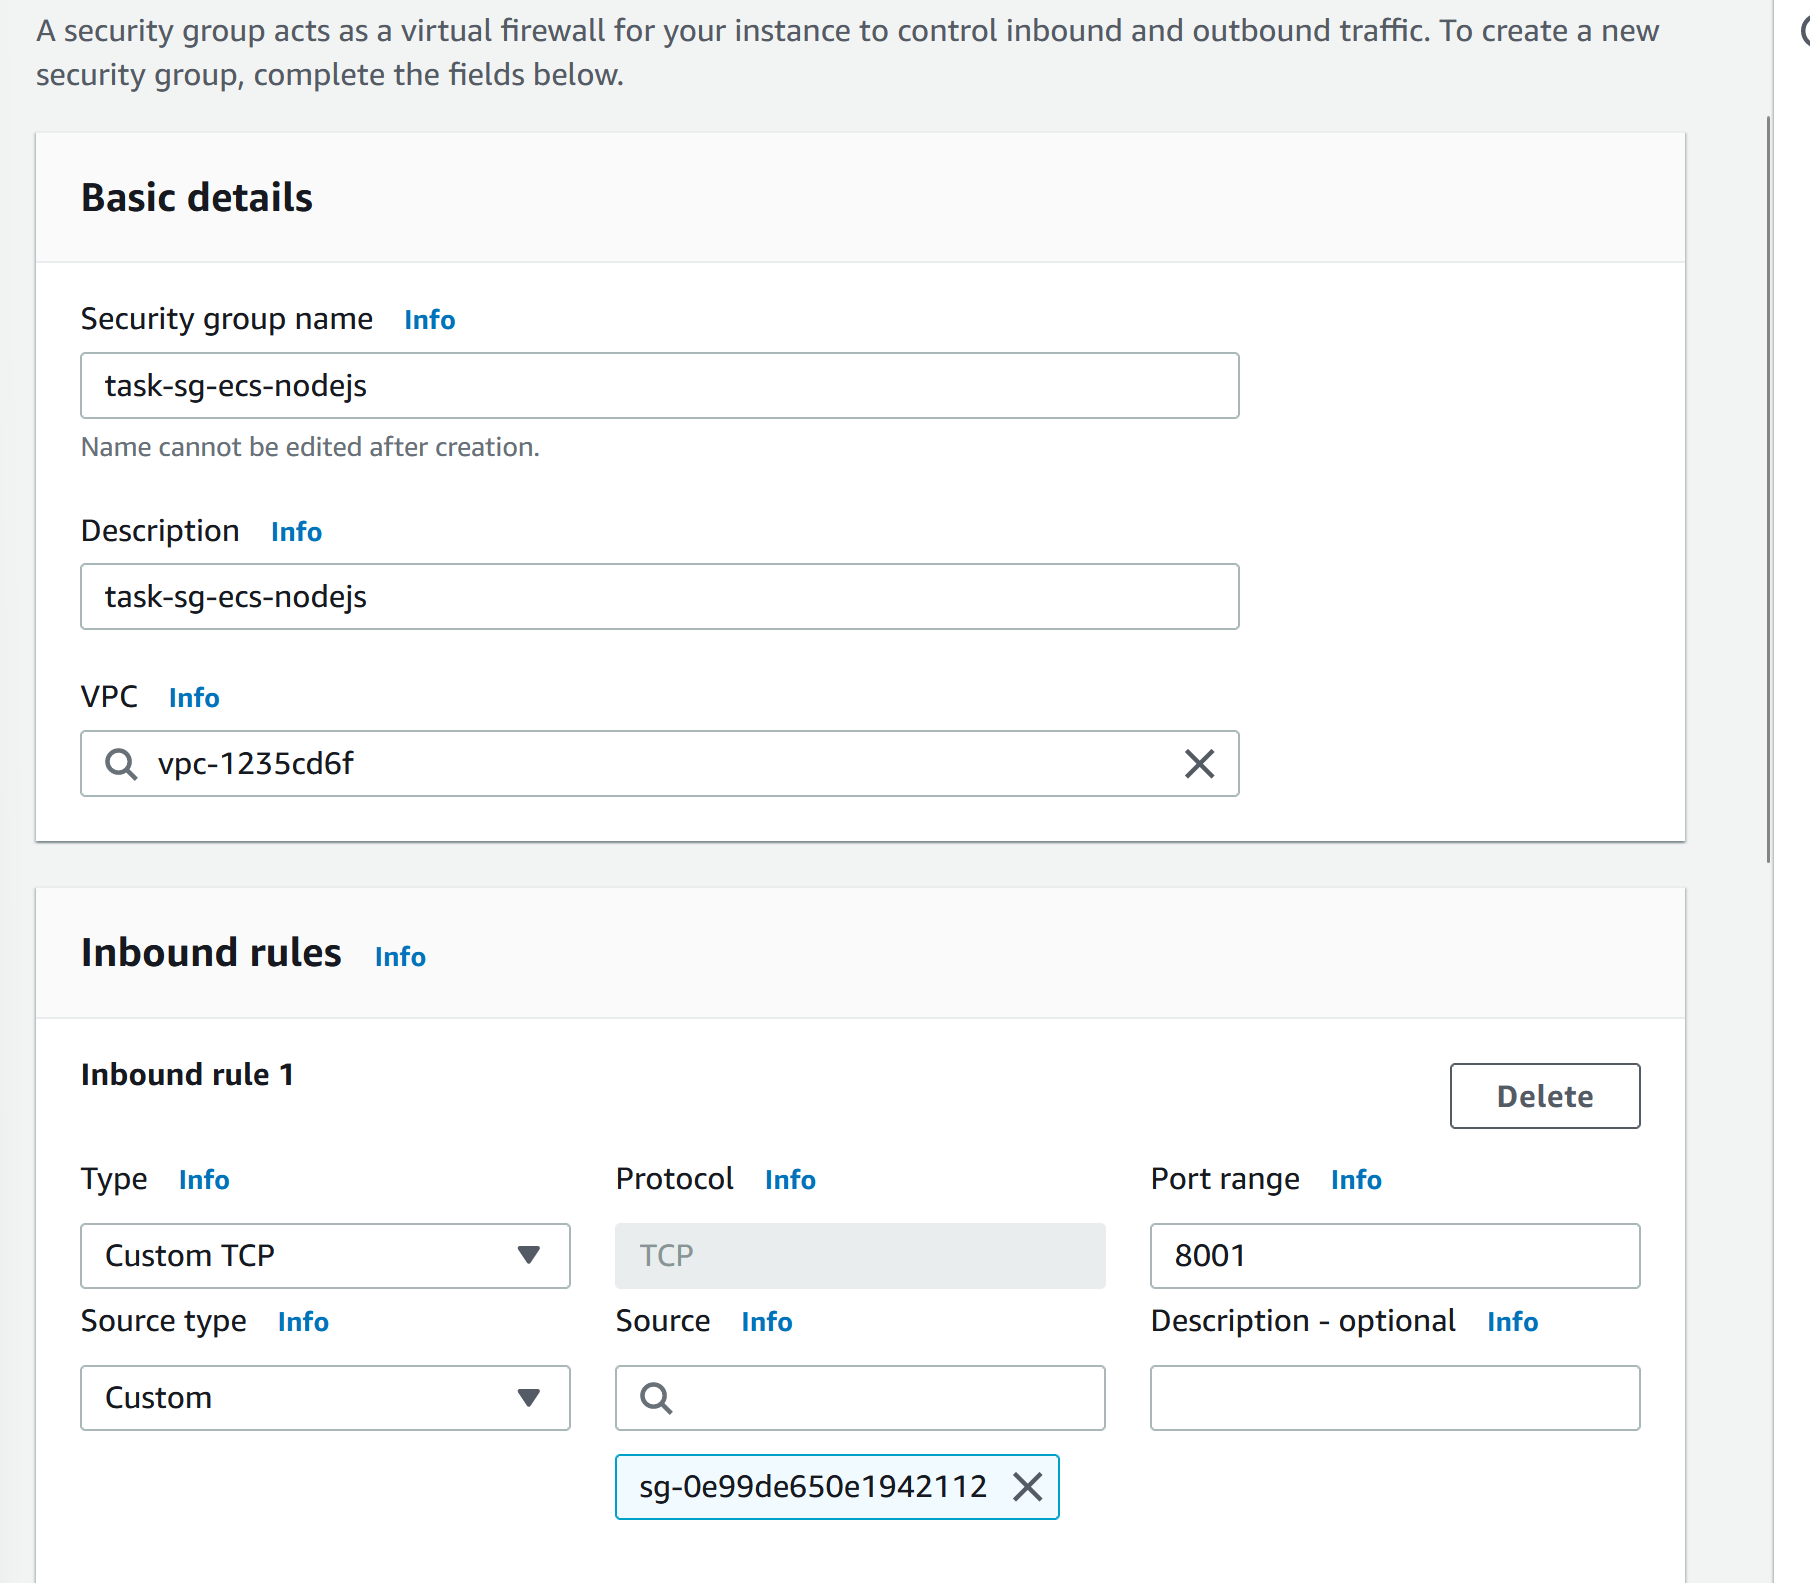 A security group acts as a virtual firewall for your instance to control inbound and outbound traffic. To create a new
security group, complete the fields below.
Basic details
Security group name Info
task-sg-ecs-nodejs
Name cannot be edited after creation.
Description Info
task-sg-ecs-nodejs
VPC Info
vpc-1235cd6f
Inbound rules Info
Inbound rule 1
Delete
Type Info Protocol Info Port range Info
Custom TCP TCP 8001
Source type Info Source Info Description - optional Info
Custom
sg-0e99de650e1942112